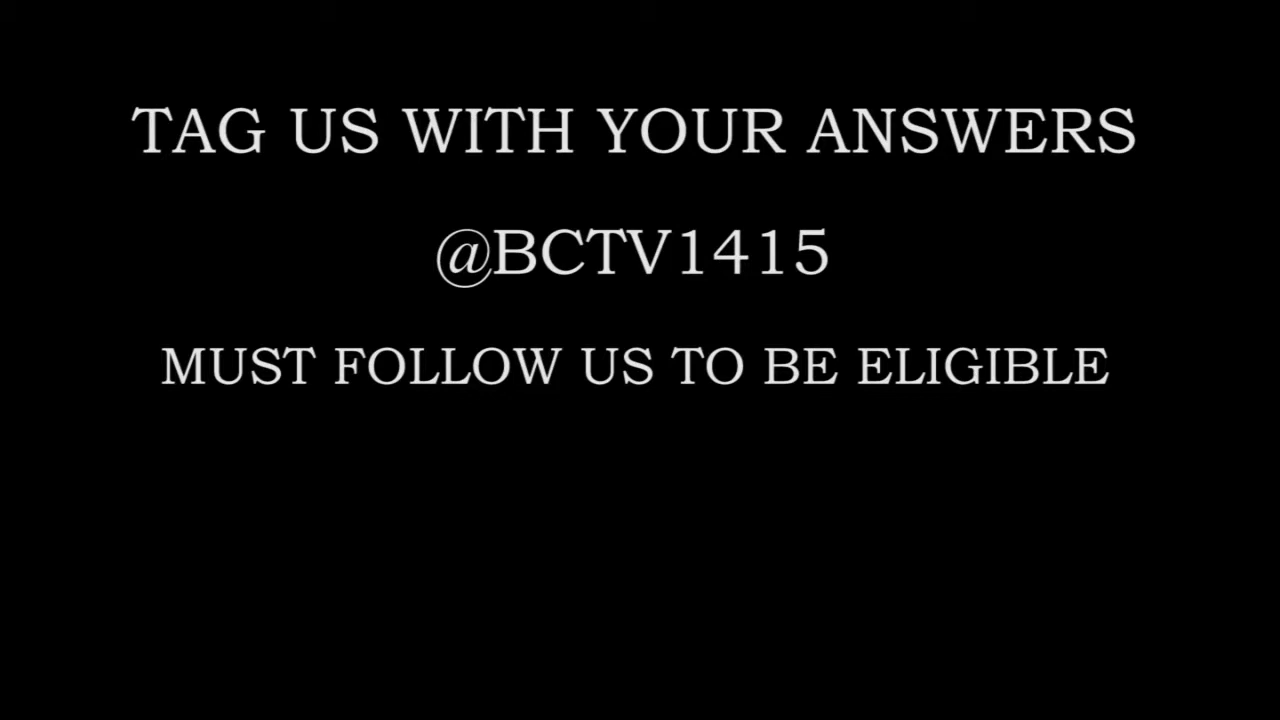 TAG US WITH YOUR ANSWERS
@BCTV1415
MUST FOLLOW US TO BE ELIGIBLE